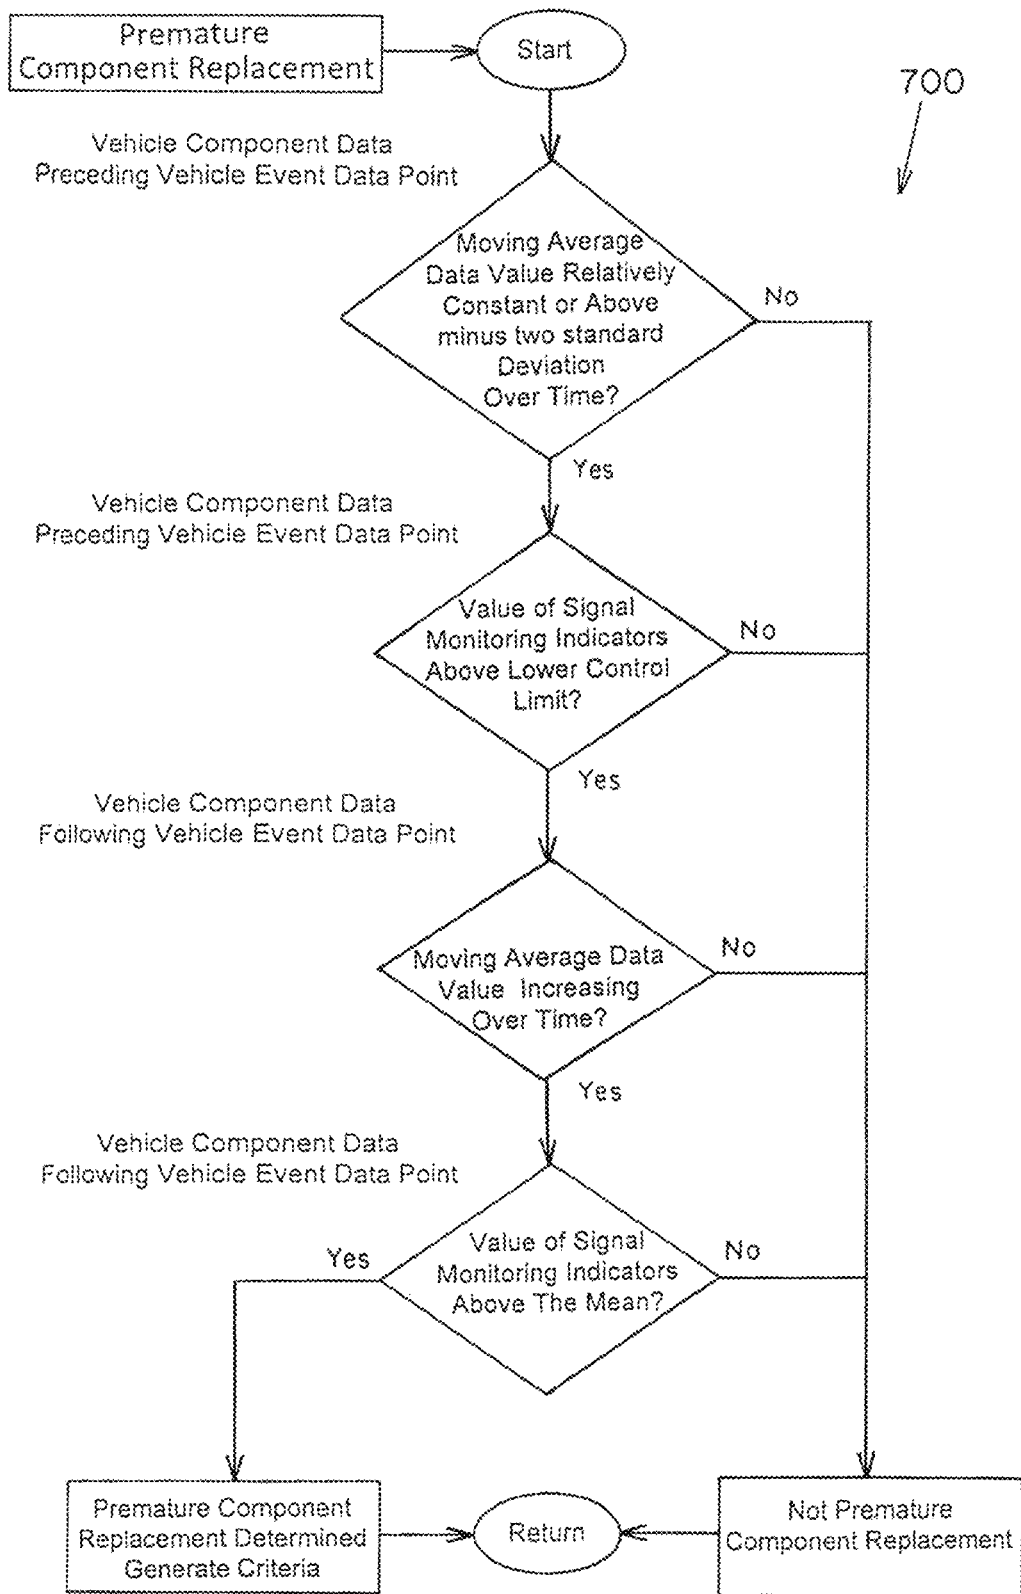 Premature
Component Replacement
Start
700
Vehicle Component Data
Preceding Vehicle Event Data Point
Moving Average
Data Value Relatively
Constant or Above
minus two standard
Deviation
Over Time?
No
Yes
Vehicle Component Data
Preceding Vehicle Event Data Point
Value of Signal
Monitoring Indicators
Above Lower Control
Limit?
No
Yes
Vehicle Component Data
Following Vehicle Event Data Point
Moving Average Data
Value Increasing
Over Time?
No
Yes
Vehicle Component Data
Following Vehicle Event Data Point
Value of Signal
Monitoring Indicators
Above The Mean?
Yes
No
Premature Component
Replacement Determined
Generate Criteria
Return
Not Premature
Component Replacement